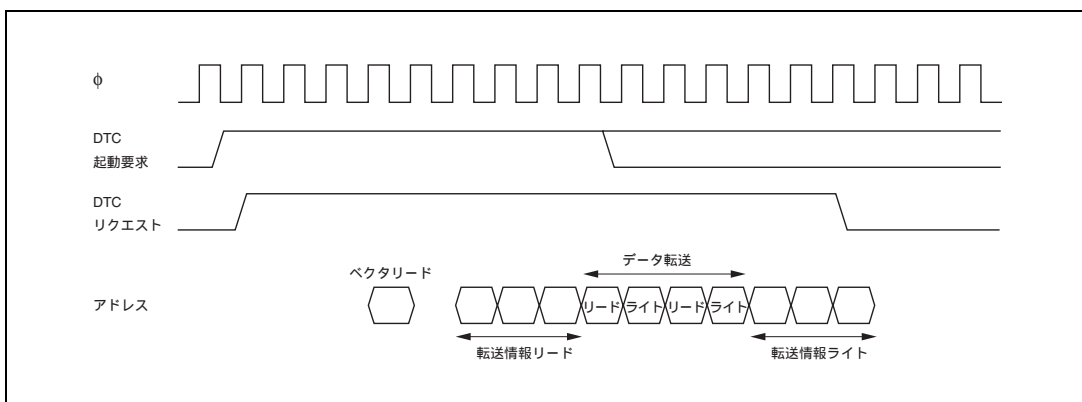 φ
DTC
起動要求
DTC
リクエスト
データ転送
ベクタリード
アドレス
リード ライト リード ライト
転送情報リード
転送情報ライト